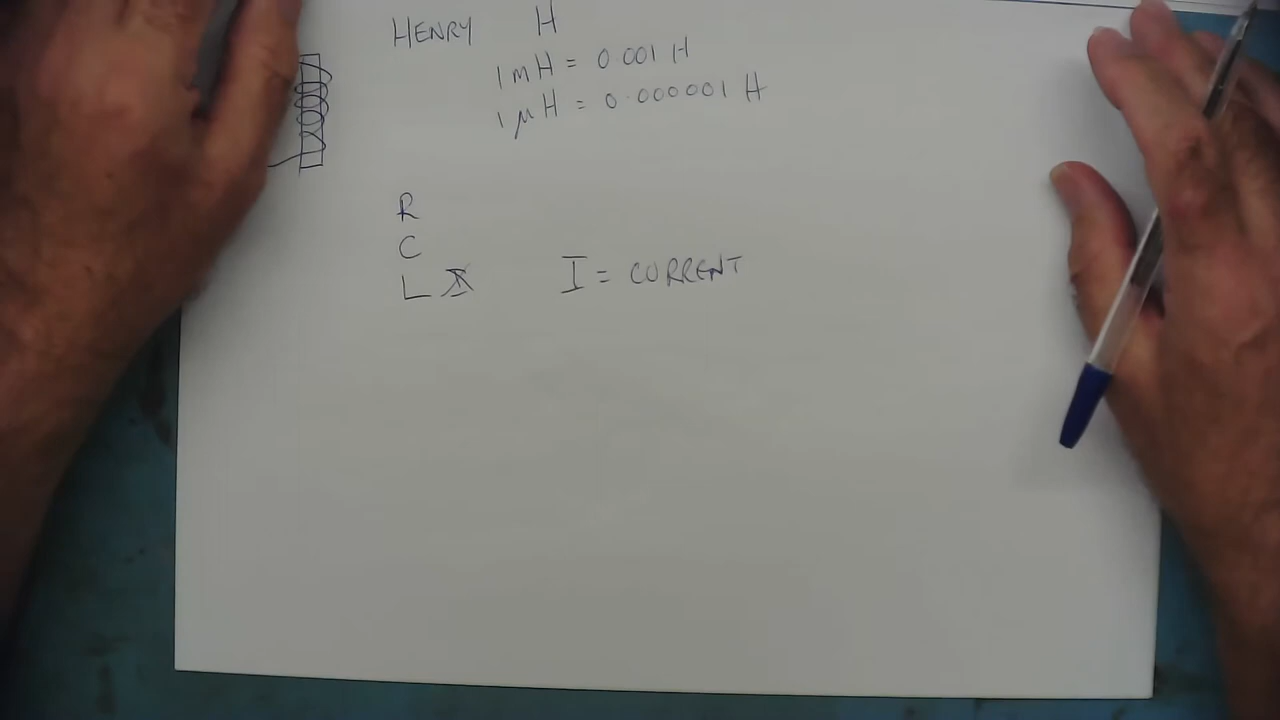 HENRY H
1 mH = 0.001 H
1 μH = 0.000001 H
R
C
L I = CURRENT